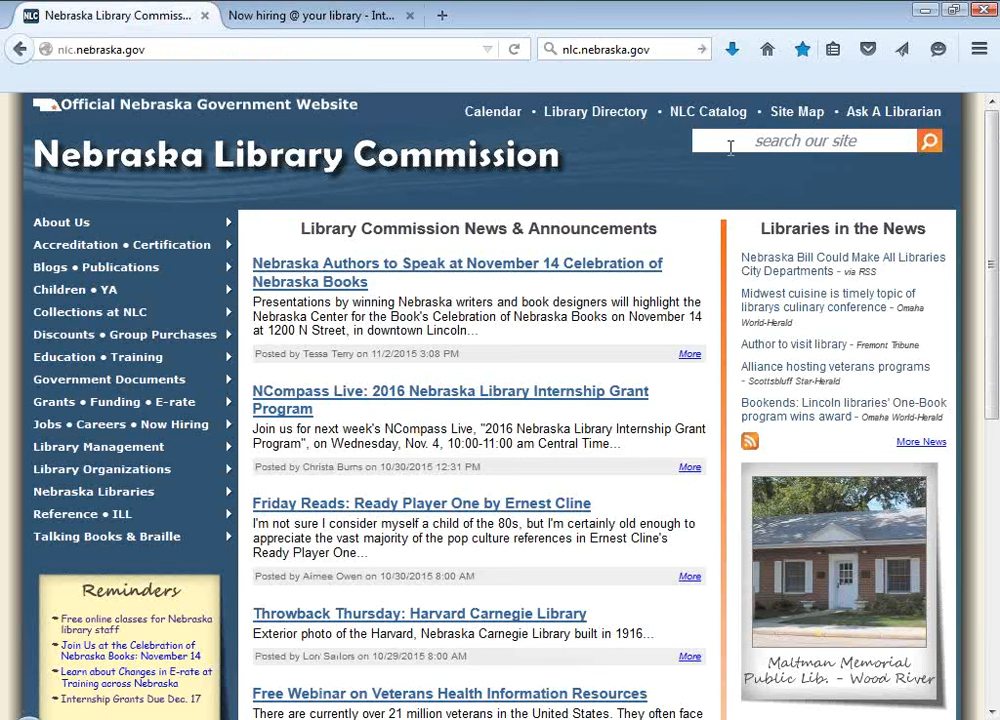 Nebraska Library Commiss...
Now hiring @ your library - Int...
nlc.nebraska.gov
nlc.nebraska.gov
Official Nebraska Government Website
Calendar • Library Directory • NLC Catalog • Site Map • Ask A Librarian
Nebraska Library Commission
search our site
About Us
Accreditation ● Certification
Blogs ● Publications
Children ● YA
Collections at NLC
Discounts ● Group Purchases
Education ● Training
Government Documents
Grants ● Funding ● E-rate
Jobs ● Careers ● Now Hiring
Library Management
Library Organizations
Nebraska Libraries
Reference ● ILL
Talking Books & Braille
Reminders
Free online classes for Nebraska
library staff
Join Us at the Celebration of
Nebraska Books: November 14
Learn about Changes in E-rate at
Training across Nebraska
Internship Grants Due Dec. 17
Library Commission News & Announcements
Nebraska Authors to Speak at November 14 Celebration of
Nebraska Books
Presentations by winning Nebraska writers and book designers will highlight the
Nebraska Center for the Book's Celebration of Nebraska Books on November 14
at 1200 N Street, in downtown Lincoln...
Posted by Tessa Terry on 11/2/2015 3:08 PM More
NCompass Live: 2016 Nebraska Library Internship Grant
Program
Join us for next week's NCompass Live, "2016 Nebraska Library Internship Grant
Program", on Wednesday, Nov. 4, 10:00-11:00 am Central Time...
Posted by Christa Burns on 10/30/2015 12:31 PM More
Friday Reads: Ready Player One by Ernest Cline
I'm not sure I consider myself a child of the 80s, but I'm certainly old enough to
appreciate the vast majority of the pop culture references in Ernest Cline's
Ready Player One...
Posted by Aimee Owen on 10/30/2015 8:00 AM More
Throwback Thursday: Harvard Carnegie Library
Exterior photo of the Harvard, Nebraska Carnegie Library built in 1916...
Posted by Lori Sailors on 10/29/2015 8:00 AM More
Free Webinar on Veterans Health Information Resources
There are currently over 21 million veterans in the United States. They often face
Libraries in the News
Nebraska Bill Could Make All Libraries
City Departments - via RSS
Midwest cuisine is timely topic of
librarys culinary conference - Omaha
World-Herald
Author to visit library - Fremont Tribune
Alliance hosting veterans programs
- Scottsbluff Star-Herald
Bookends: Lincoln libraries' One-Book
program wins award - Omaha World-Herald
More News
Maltman Memorial
Public Lib. - Wood River